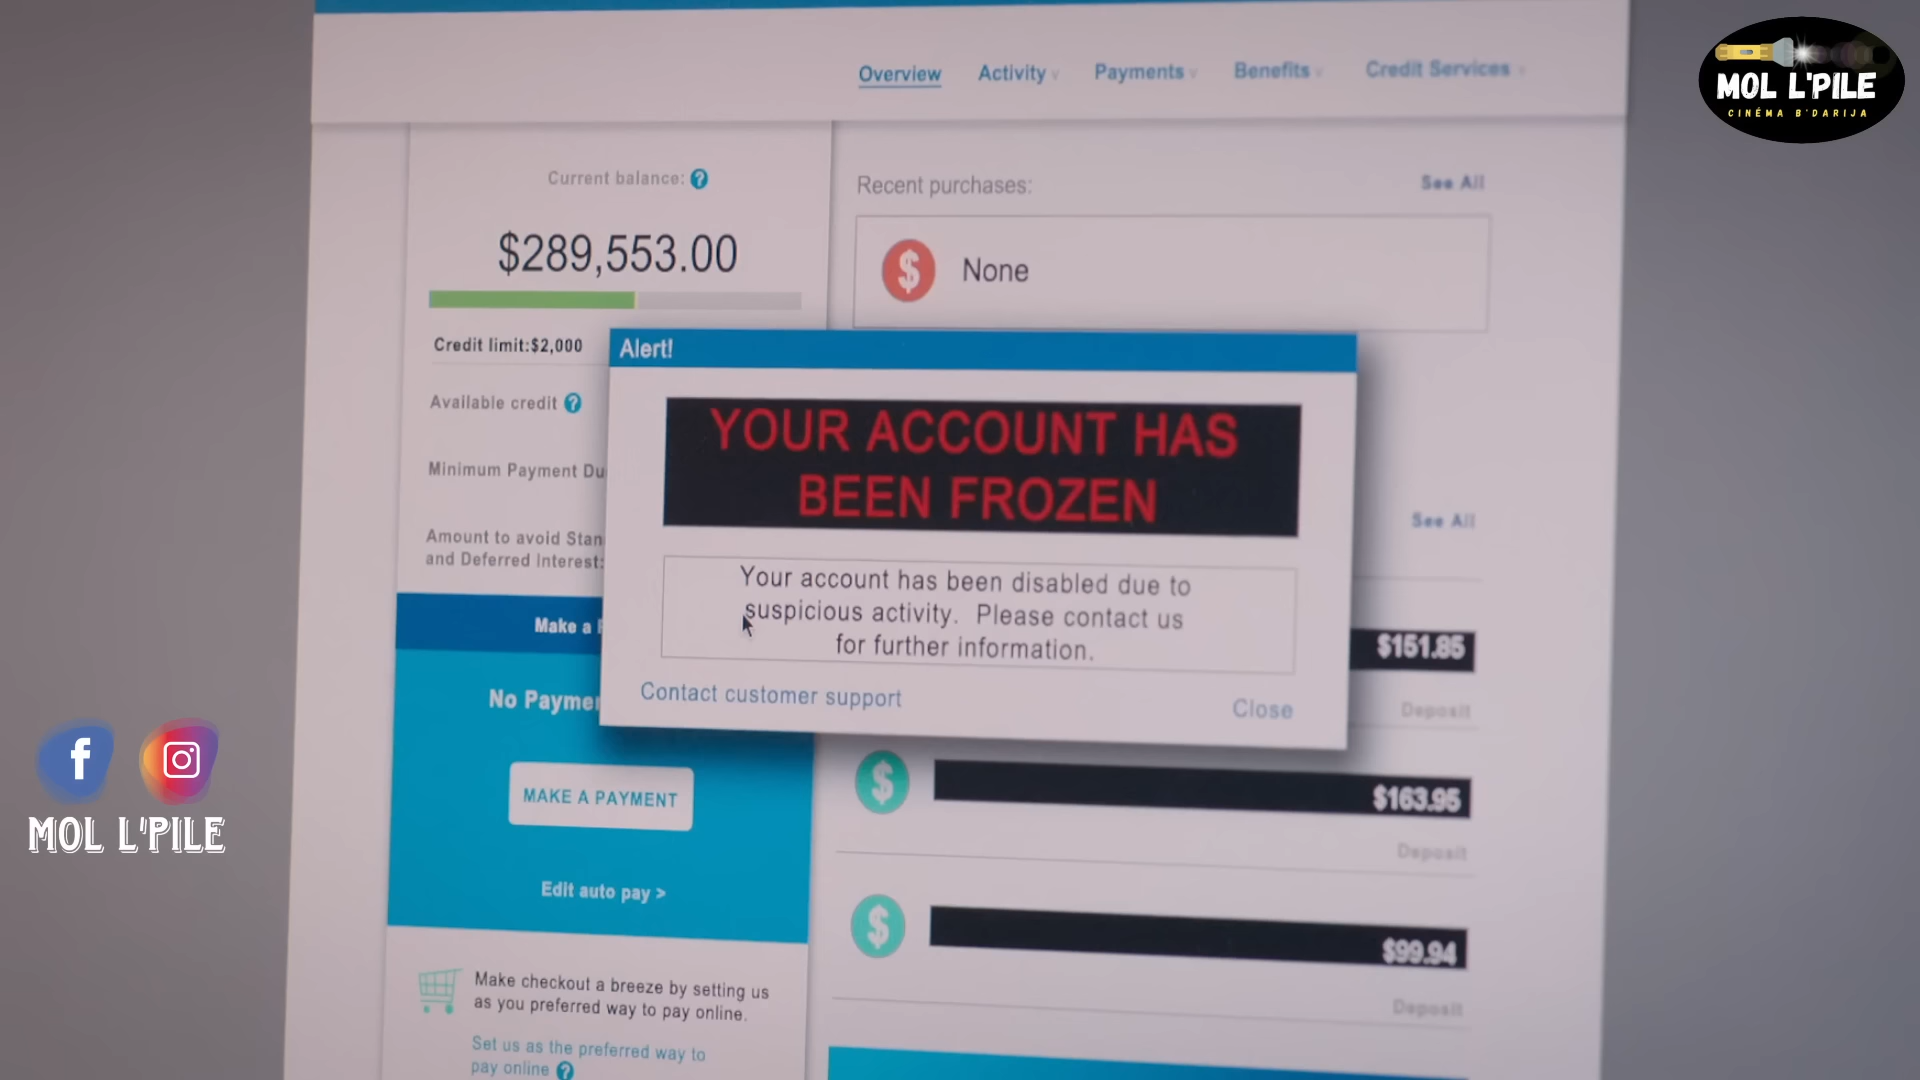 MOL L'PILE
CINÉMA B'DARIJA
Overview Activity Payments Benefits Credit Services
Current balance: ?
$289,553.00
Credit limit:$2,000
Available credit ?
Minimum Payment Du
Amount to avoid Stan
and Deferred Interest:
Make a
No Payme
MAKE A PAYMENT
Edit auto pay >
Make checkout a breeze by setting us
as you preferred way to pay online.
Set us as the preferred way to
pay online ?
Recent purchases: See All
$ None
Alert!
YOUR ACCOUNT HAS
BEEN FROZEN
Your account has been disabled due to
suspicious activity. Please contact us
for further information.
Contact customer support Close
See All
$151.85
Deposit
$ $163.95
Deposit
$ $99.94
Deposit
f
MOL L'PILE